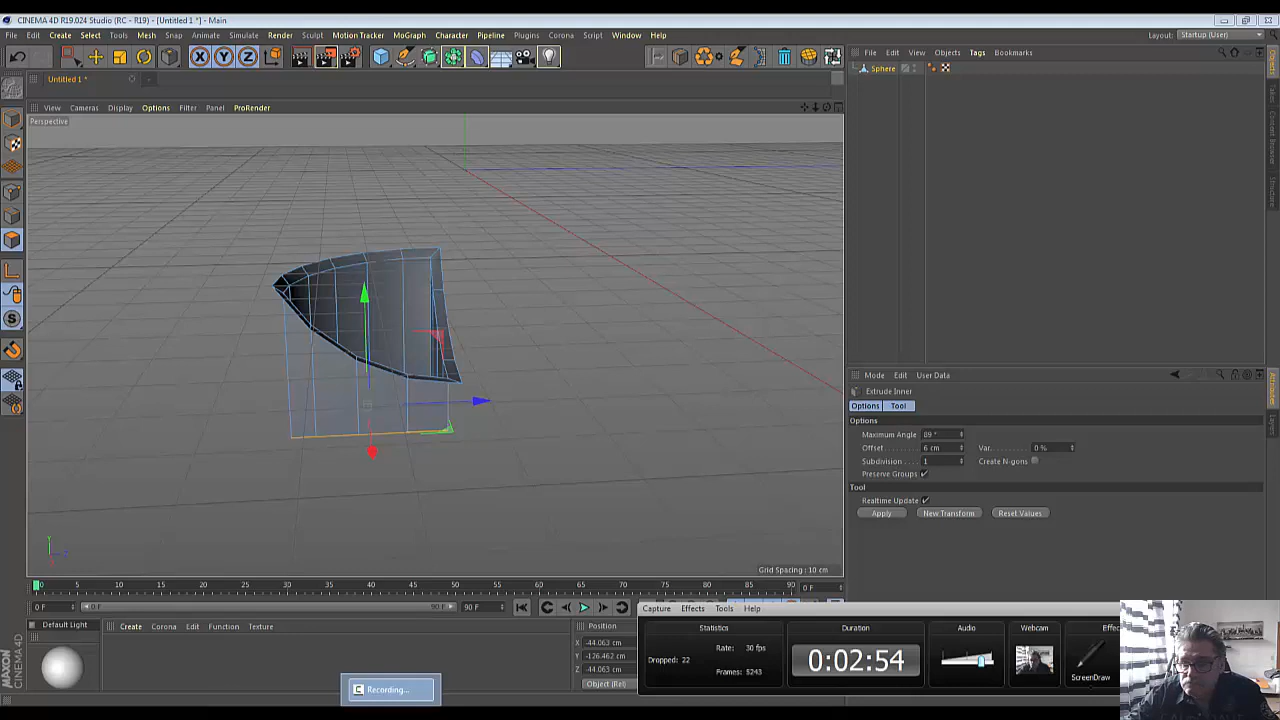 CINEMA 4D R19.024 Studio (RC - R19) - [Untitled 1 *] - Main
File Edit Create Select Tools Mesh Snap Animate Simulate Render Sculpt Motion Tracker MoGraph Character Pipeline Plugins Corona Script Window Help
Layout: Startup (User)
X Y Z
File Edit View Objects Tags Bookmarks
Untitled 1 *
Sphere
View Cameras Display Options Filter Panel ProRender
Perspective
Mode Edit User Data
Extrude Inner
Options Tool
Options
Maximum Angle 89 °
Offset 6 cm Var. 0 %
Subdivision 1 Create N-gons
Preserve Groups
Tool
Realtime Update
Apply New Transform Reset Values
Grid Spacing : 10 cm
0 5 10 15 20 25 30 35 40 45 50 55 60 65 70 75 80 85 90 0 F
0 F 0 F 90 F 90 F
Capture Effects Tools Help
Default Light
Create Corona Edit Function Texture
Position
X -44.063 cm
Y -126.462 cm
Z -44.063 cm
Object (Rel)
Statistics
Rate: 30 fps
Dropped: 22
Frames: 5243
Duration
0:02:54
Audio
Webcam
Effec
ScreenDraw
Recording...
MAXON CINEMA4D